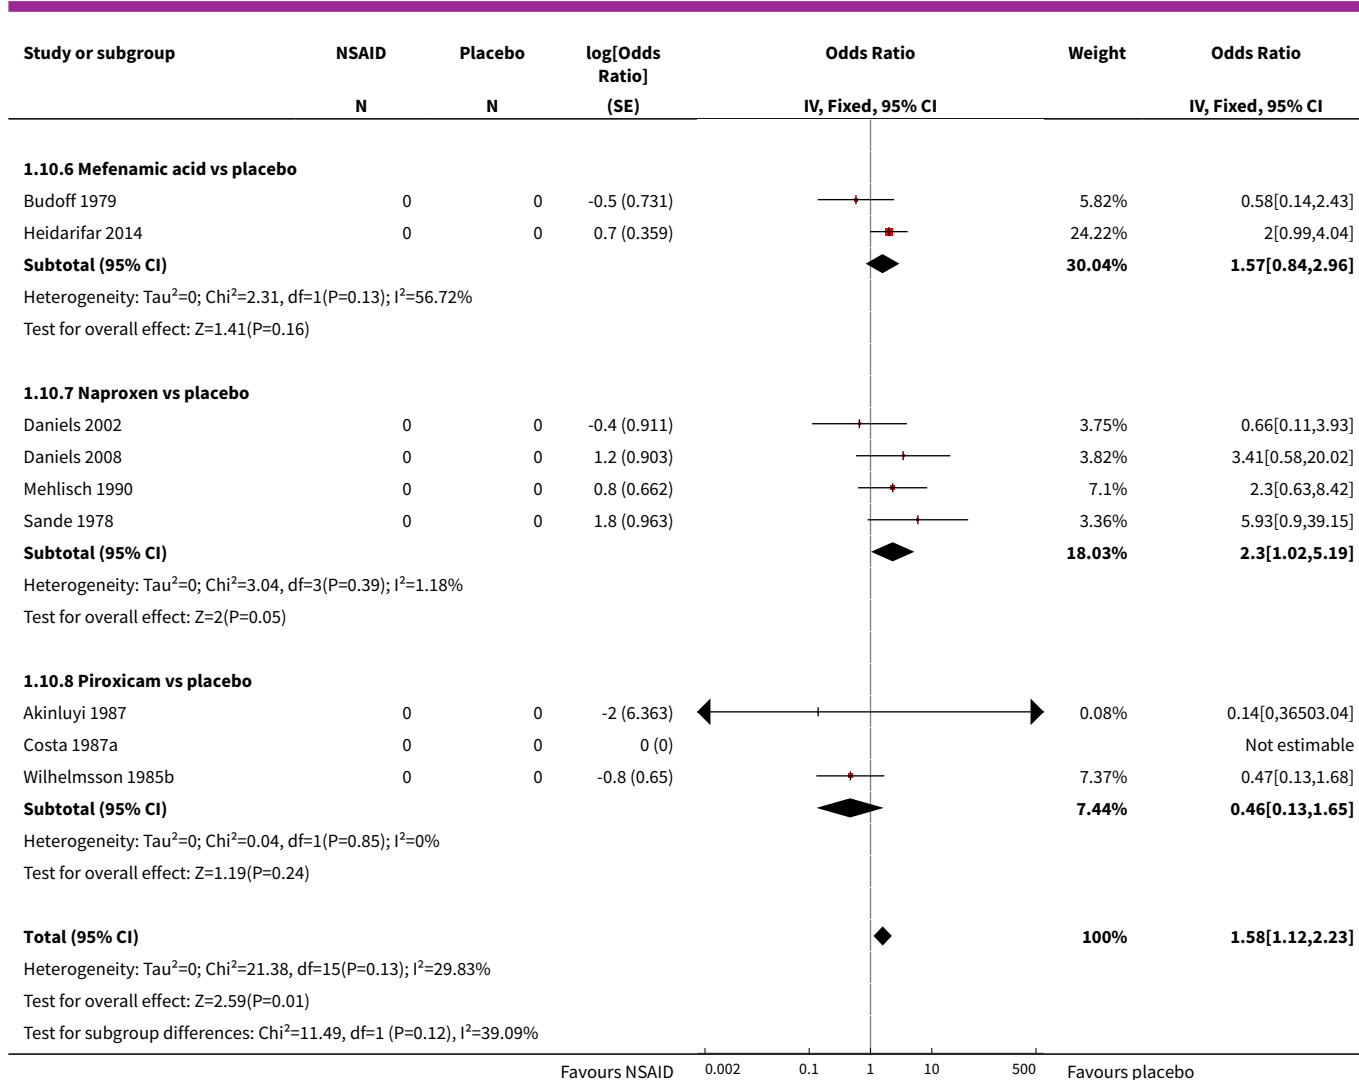 Study or subgroup NSAID Placebo log[Odds Ratio] Odds Ratio Weight Odds Ratio
N N (SE) IV, Fixed, 95% CI IV, Fixed, 95% CI
1.10.6 Mefenamic acid vs placebo
Budoff 1979 0 0 -0.5 (0.731) 5.82% 0.58[0.14,2.43]
Heidarifar 2014 0 0 0.7 (0.359) 24.22% 2[0.99,4.04]
Subtotal (95% CI) 30.04% 1.57[0.84,2.96]
Heterogeneity: Tau²=0; Chi²=2.31, df=1(P=0.13); I²=56.72%
Test for overall effect: Z=1.41(P=0.16)
1.10.7 Naproxen vs placebo
Daniels 2002 0 0 -0.4 (0.911) 3.75% 0.66[0.11,3.93]
Daniels 2008 0 0 1.2 (0.903) 3.82% 3.41[0.58,20.02]
Mehlisch 1990 0 0 0.8 (0.662) 7.1% 2.3[0.63,8.42]
Sande 1978 0 0 1.8 (0.963) 3.36% 5.93[0.9,39.15]
Subtotal (95% CI) 18.03% 2.3[1.02,5.19]
Heterogeneity: Tau²=0; Chi²=3.04, df=3(P=0.39); I²=1.18%
Test for overall effect: Z=2(P=0.05)
1.10.8 Piroxicam vs placebo
Akinluyi 1987 0 0 -2 (6.363) 0.08% 0.14[0,36503.04]
Costa 1987a 0 0 0 (0) Not estimable
Wilhelmsson 1985b 0 0 -0.8 (0.65) 7.37% 0.47[0.13,1.68]
Subtotal (95% CI) 7.44% 0.46[0.13,1.65]
Heterogeneity: Tau²=0; Chi²=0.04, df=1(P=0.85); I²=0%
Test for overall effect: Z=1.19(P=0.24)
Total (95% CI) 100% 1.58[1.12,2.23]
Heterogeneity: Tau²=0; Chi²=21.38, df=15(P=0.13); I²=29.83%
Test for overall effect: Z=2.59(P=0.01)
Test for subgroup differences: Chi²=11.49, df=1 (P=0.12), I²=39.09%
Favours NSAID 0.002 0.1 1 10 500 Favours placebo